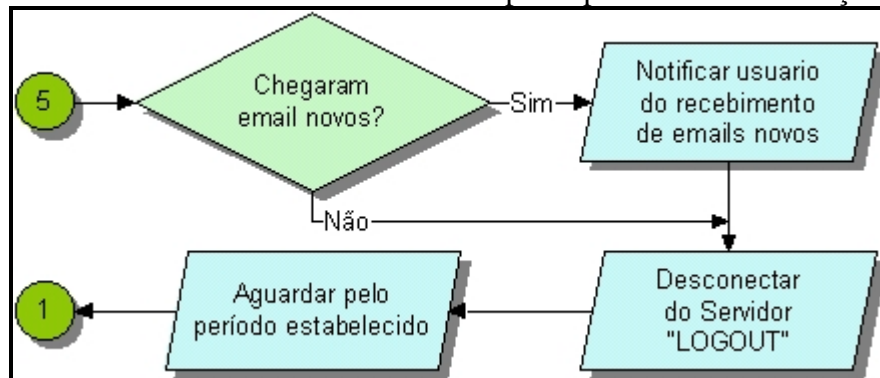 5
Chegaram
email novos?
Sim
Notificar usuario
do recebimento
de emails novos
Não
1
Aguardar pelo
período estabelecido
Desconectar
do Servidor
"LOGOUT"